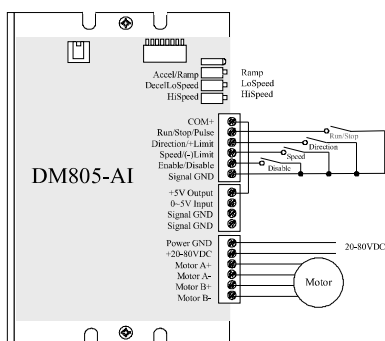 Accel/Ramp
Decel/LoSpeed
HiSpeed
Ramp
LoSpeed
HiSpeed
COM+
Run/Stop/Pulse
Direction/+Limit
Speed/(-)Limit
Enable/Disable
Signal GND
Run/Stop
Direction
Speed
Disable
DM805-AI
+5V Output
0~5V Input
Signal GND
Signal GND
Power GND
+20-80VDC
Motor A+
Motor A-
Motor B+
Motor B-
20-80VDC
Motor